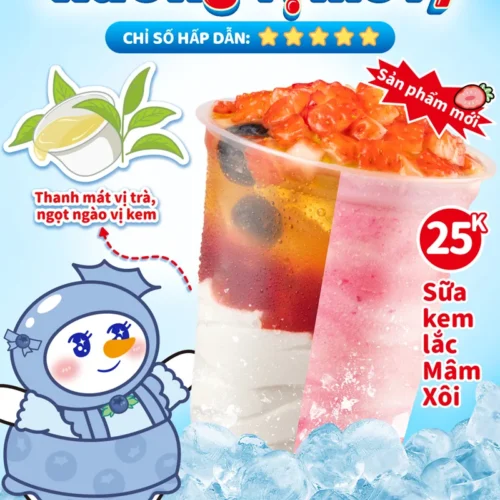 CHỈ SỐ HẤP DẪN:
Sản phẩm mới
Thanh mát vị trà,
ngọt ngào vị kem
25K
Sữa
kem
lắc
Mâm
Xôi